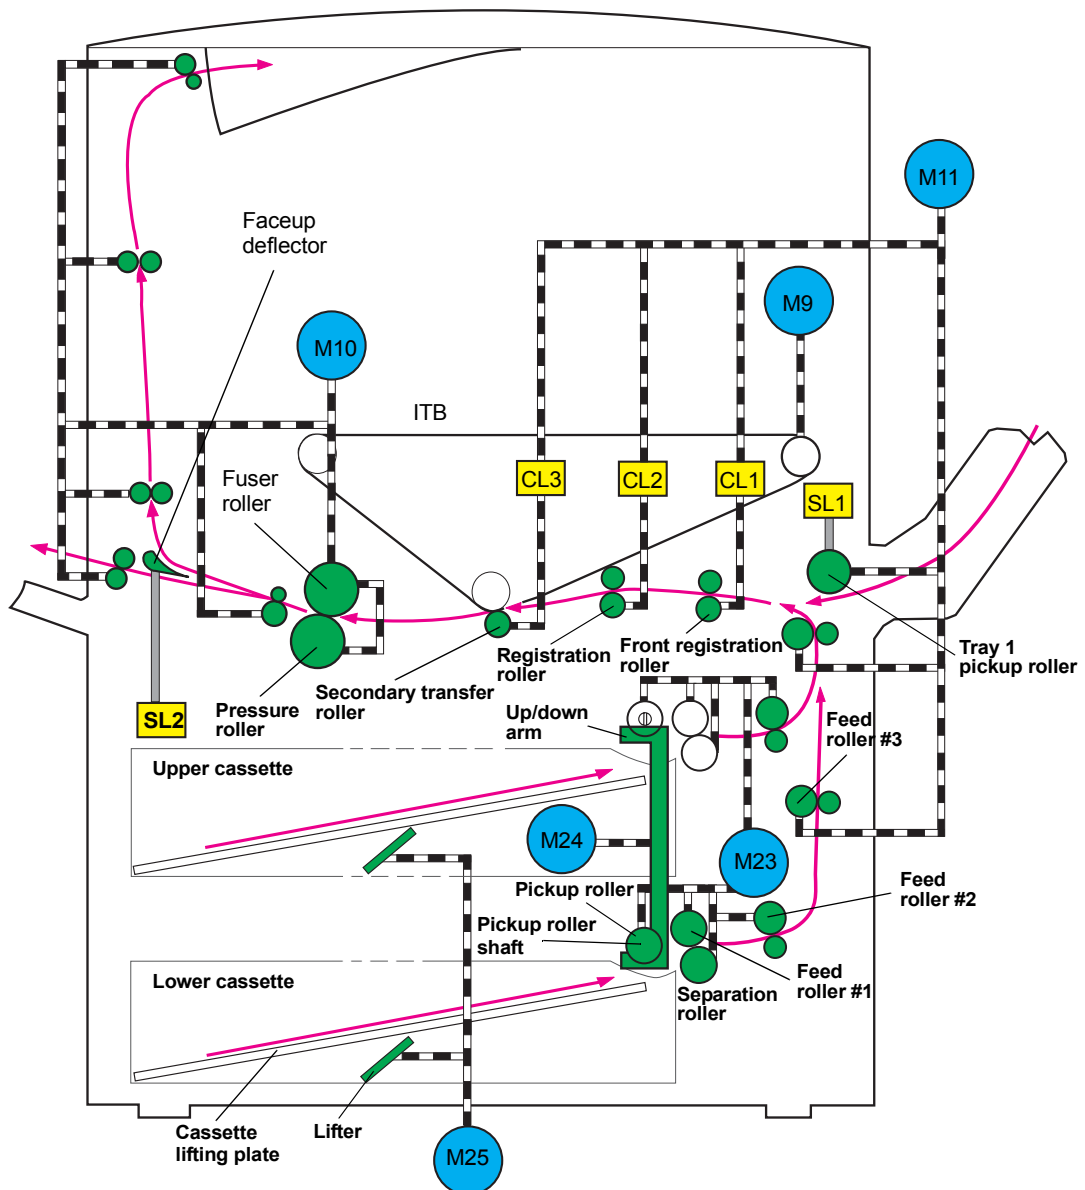 M11
Faceup
deflector
M9
M10
ITB
CL3
CL2
CL1
Fuser
roller
SL1
Registration
roller
Front registration
roller
Tray 1
pickup roller
Secondary transfer
roller
Pressure
roller
SL2
Up/down
arm
Feed
roller #3
Upper cassette
M24
M23
Pickup roller
Feed
roller #2
Pickup roller
shaft
Lower cassette
Feed
roller #1
Separation
roller
Cassette
lifting plate
Lifter
M25